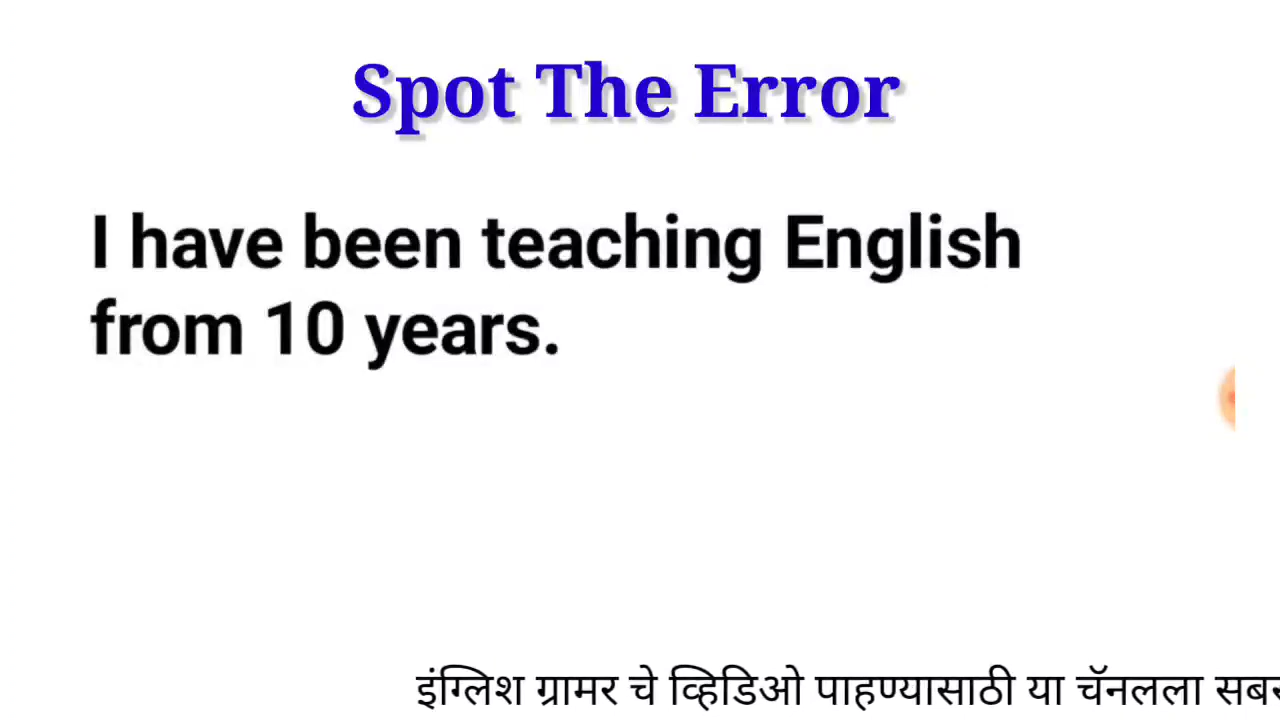 Spot The Error
I have been teaching English
from 10 years.
इंग्लिश ग्रामर चे व्हिडिओ पाहण्यासाठी या चॅनलला